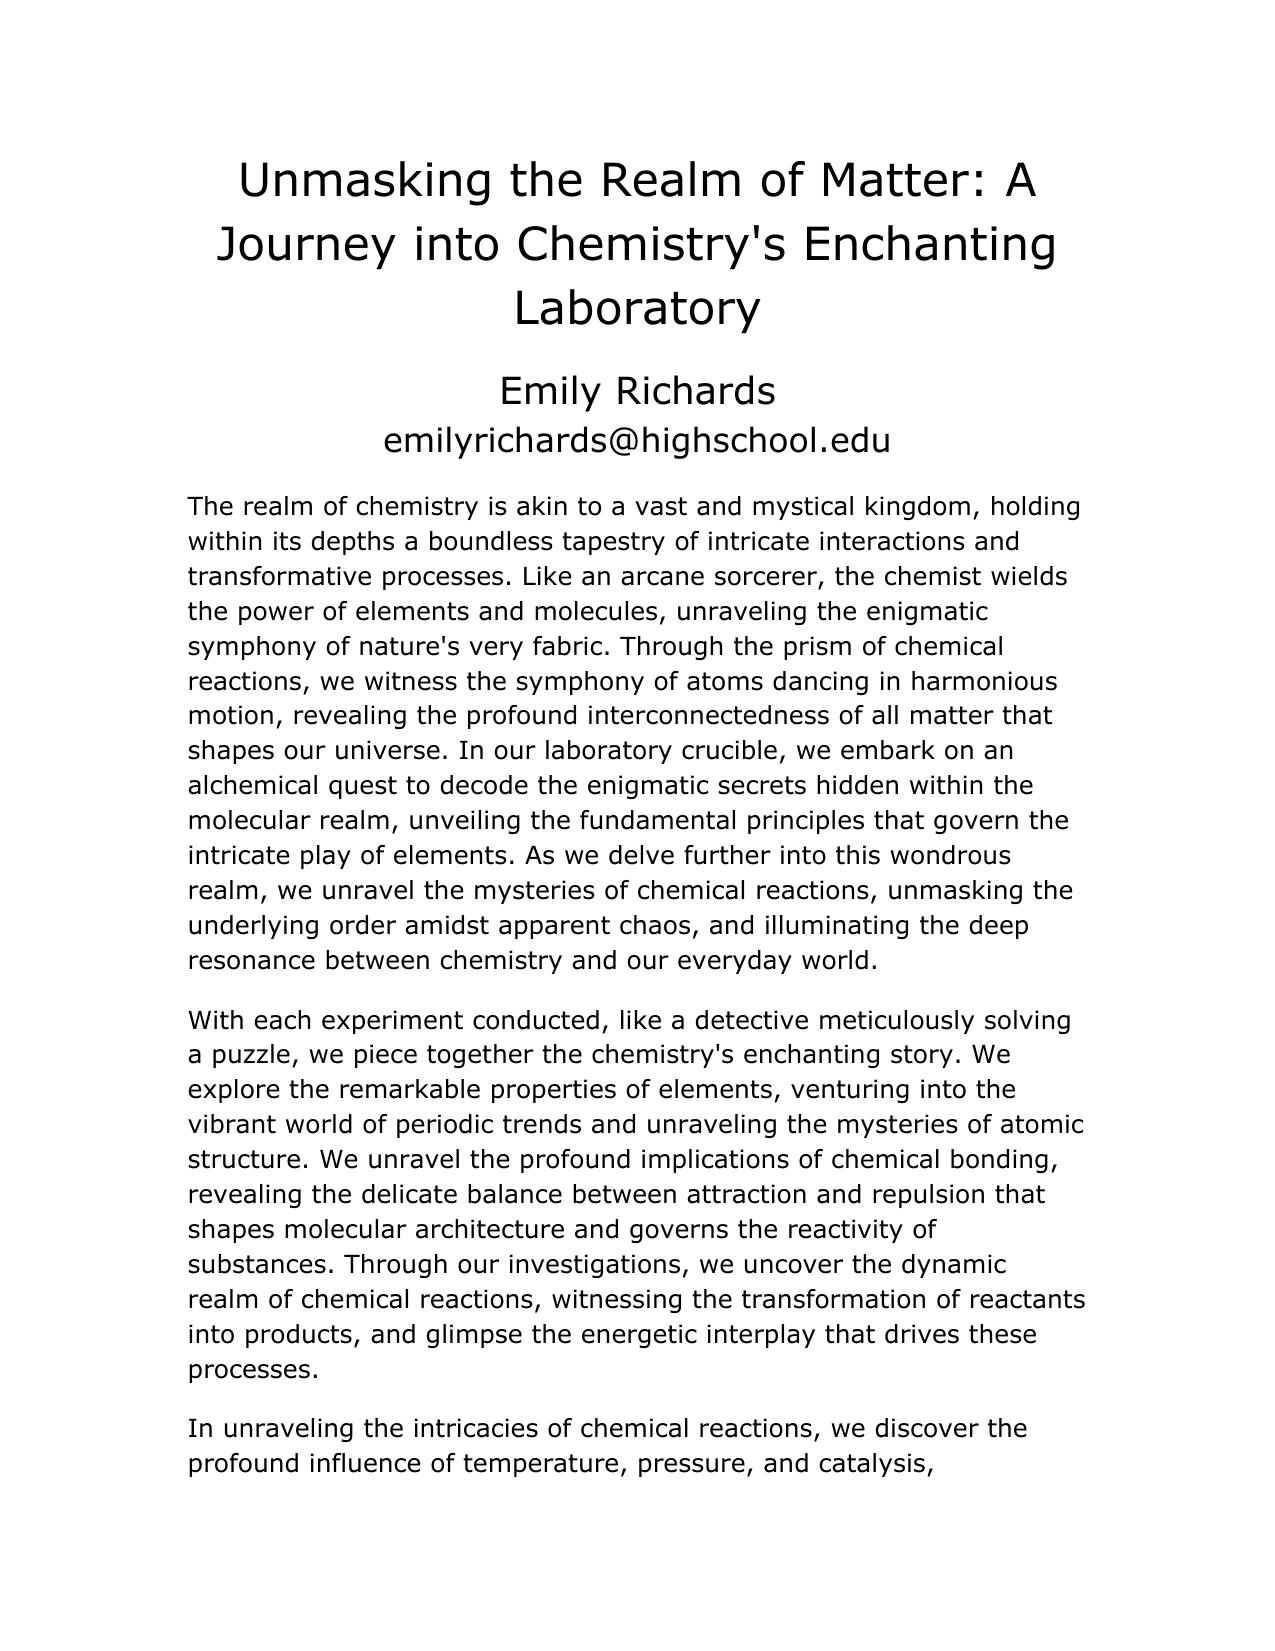 Unmasking the Realm of Matter: A
Journey into Chemistry's Enchanting
Laboratory
Emily Richards
emilyrichards@highschool.edu
The realm of chemistry is akin to a vast and mystical kingdom, holding
within its depths a boundless tapestry of intricate interactions and
transformative processes. Like an arcane sorcerer, the chemist wields
the power of elements and molecules, unraveling the enigmatic
symphony of nature's very fabric. Through the prism of chemical
reactions, we witness the symphony of atoms dancing in harmonious
motion, revealing the profound interconnectedness of all matter that
shapes our universe. In our laboratory crucible, we embark on an
alchemical quest to decode the enigmatic secrets hidden within the
molecular realm, unveiling the fundamental principles that govern the
intricate play of elements. As we delve further into this wondrous
realm, we unravel the mysteries of chemical reactions, unmasking the
underlying order amidst apparent chaos, and illuminating the deep
resonance between chemistry and our everyday world.
With each experiment conducted, like a detective meticulously solving
a puzzle, we piece together the chemistry's enchanting story. We
explore the remarkable properties of elements, venturing into the
vibrant world of periodic trends and unraveling the mysteries of atomic
structure. We unravel the profound implications of chemical bonding,
revealing the delicate balance between attraction and repulsion that
shapes molecular architecture and governs the reactivity of
substances. Through our investigations, we uncover the dynamic
realm of chemical reactions, witnessing the transformation of reactants
into products, and glimpse the energetic interplay that drives these
processes.
In unraveling the intricacies of chemical reactions, we discover the
profound influence of temperature, pressure, and catalysis,